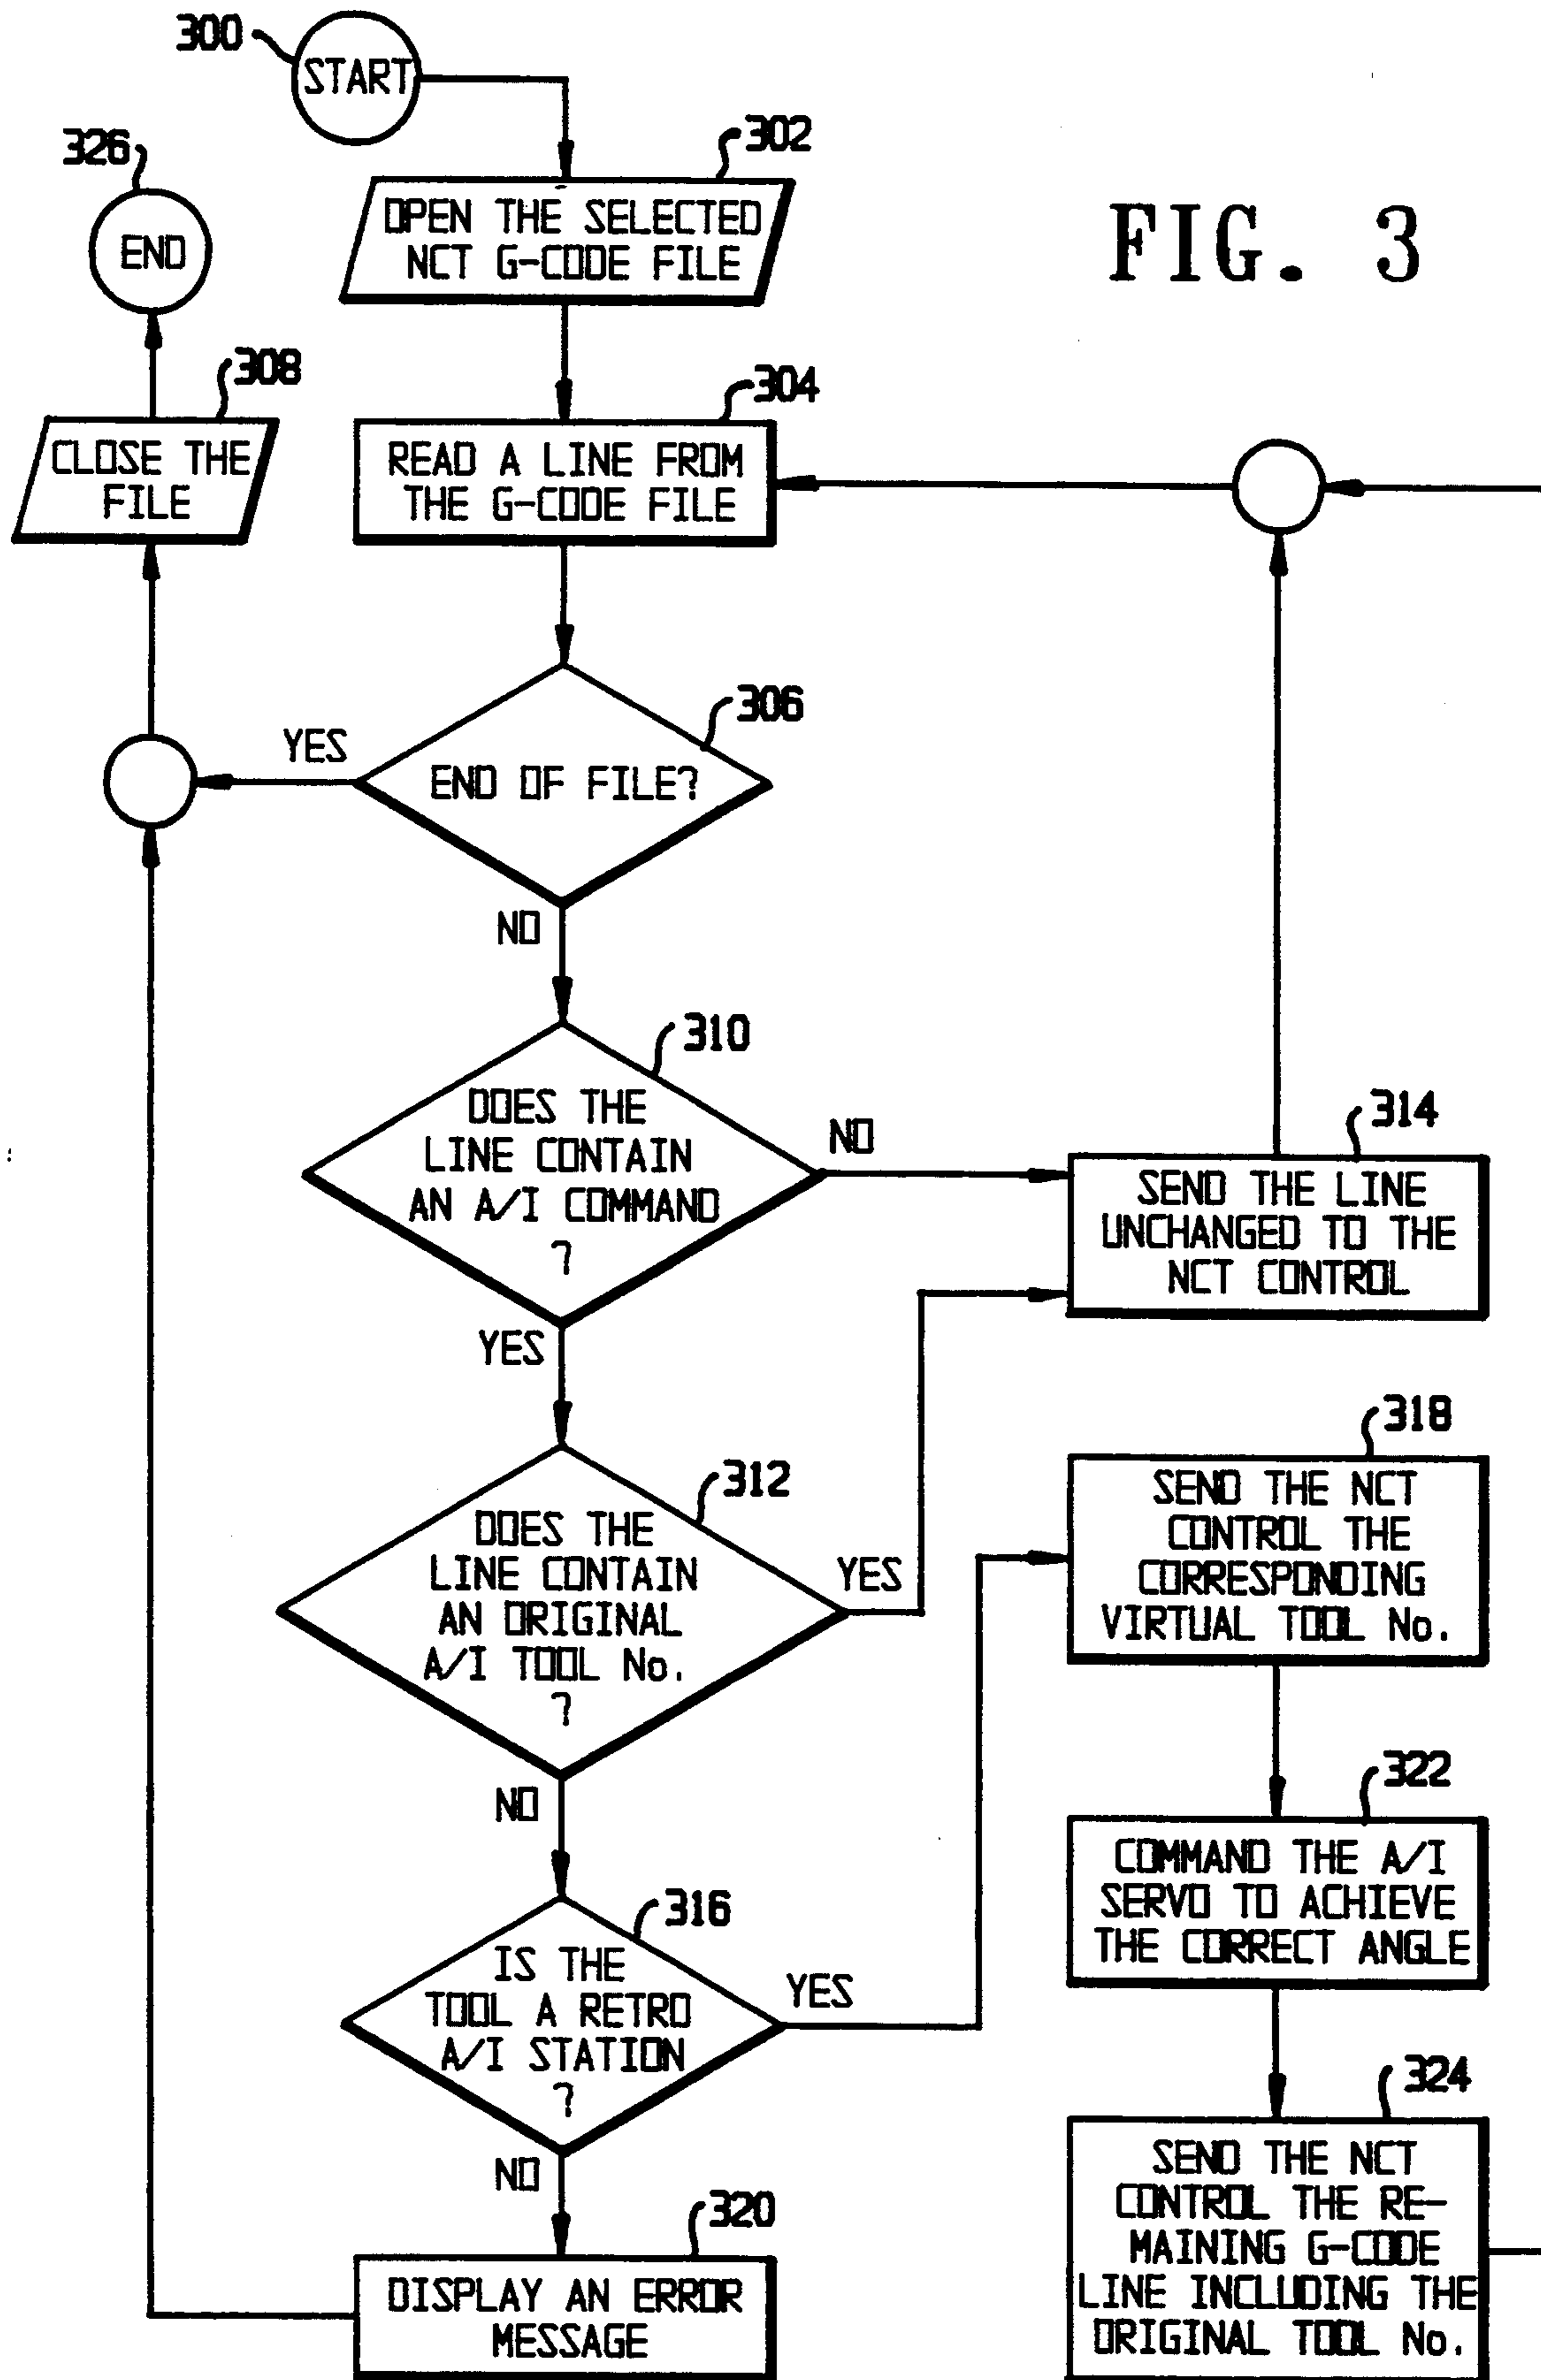 300
START
326
302
END
OPEN THE SELECTED
NCT G-CODE FILE
FIG. 3
308
304
CLOSE THE
FILE
READ A LINE FROM
THE G-CODE FILE
306
YES
END OF FILE?
NO
310
DOES THE
LINE CONTAIN
AN A/I COMMAND
?
NO
314
SEND THE LINE
UNCHANGED TO THE
NCT CONTROL
YES
312
DOES THE
LINE CONTAIN
AN ORIGINAL
A/I TOOL No.
?
YES
318
SEND THE NCT
CONTROL THE
CORRESPONDING
VIRTUAL TOOL No.
NO
322
COMMAND THE A/I
SERVO TO ACHIEVE
THE CORRECT ANGLE
316
IS THE
TOOL A RETRO
A/I STATION
?
YES
324
SEND THE NCT
CONTROL THE RE-
MAINING G-CODE
LINE INCLUDING THE
ORIGINAL TOOL No.
NO
320
DISPLAY AN ERROR
MESSAGE